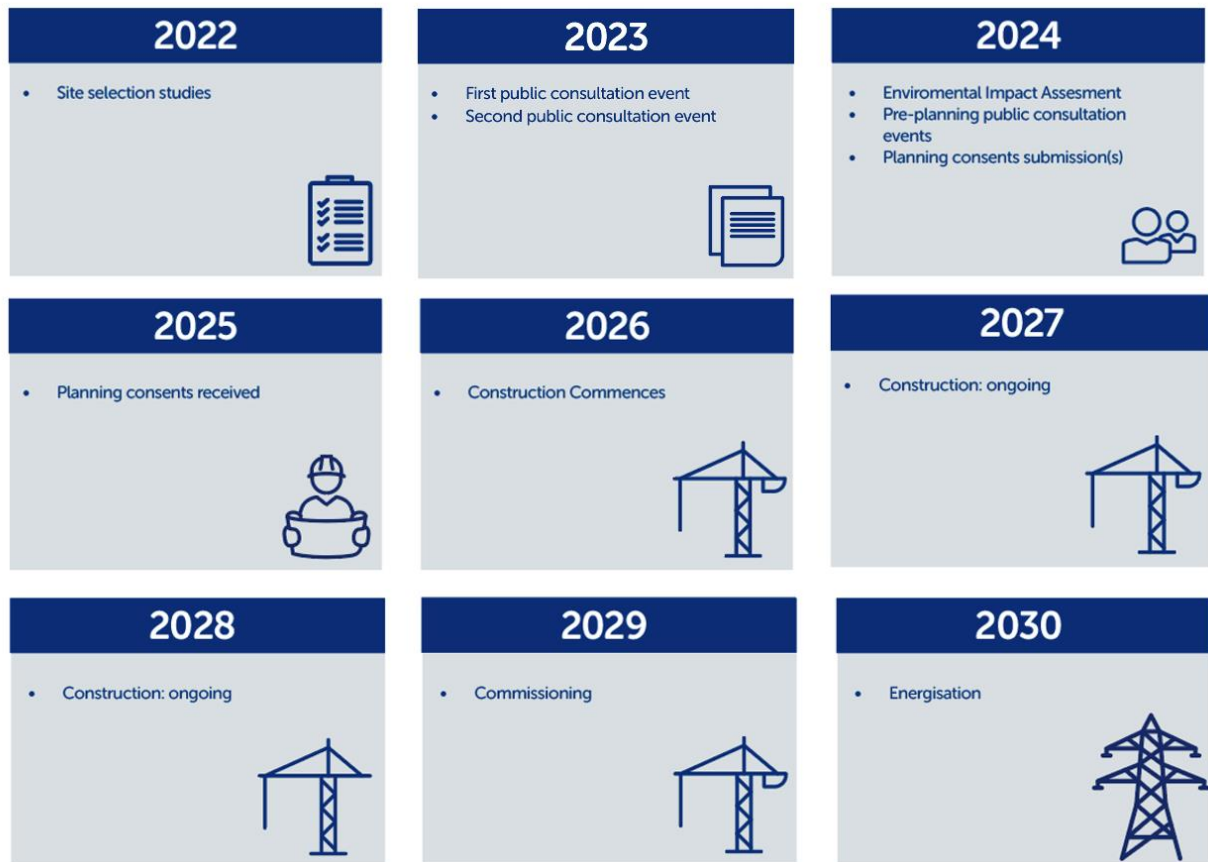 2022
• Site selection studies
2023
• First public consultation event
• Second public consultation event
2024
• Enviromental Impact Assesment
• Pre-planning public consultation
events
• Planning consents submission(s)
2025
• Planning consents received
2026
• Construction Commences
2027
• Construction: ongoing
2028
• Construction: ongoing
2029
• Commissioning
2030
• Energisation